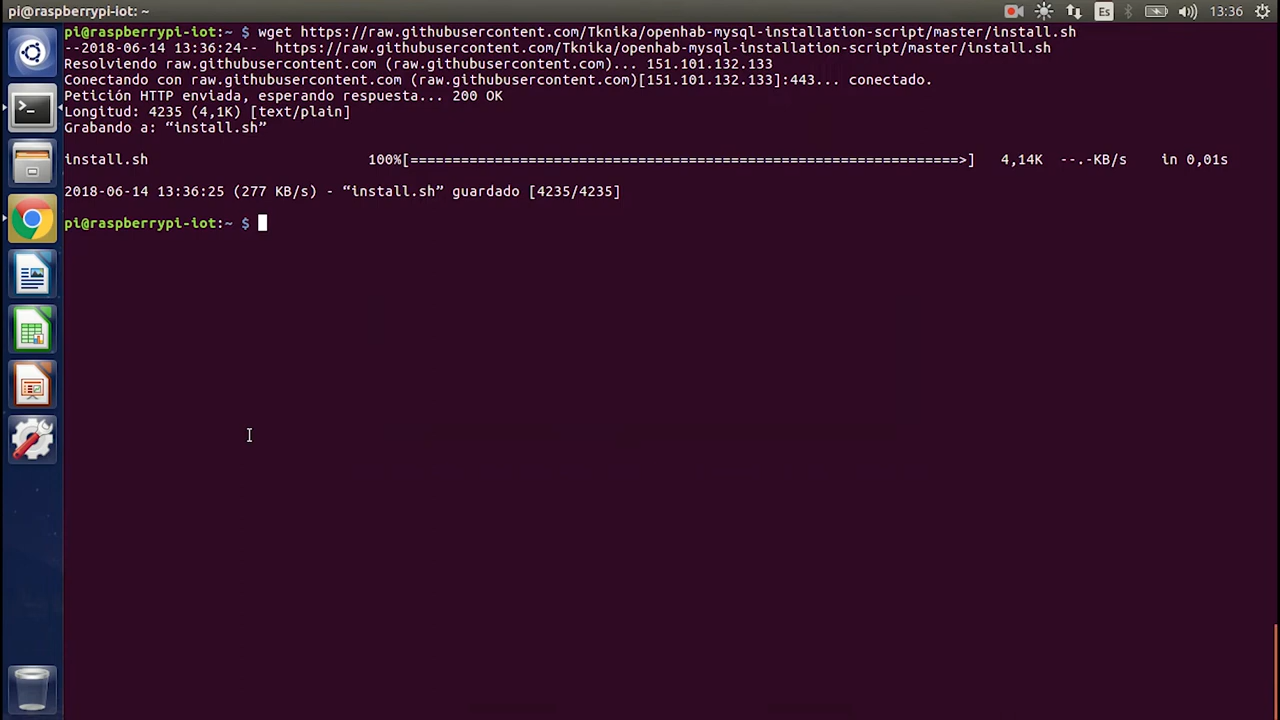 pi@raspberrypi-iot: ~
Es
13:36
pi@raspberrypi-iot:~ $ wget https://raw.githubusercontent.com/Tknika/openhab-mysql-installation-script/master/install.sh
--2018-06-14 13:36:24-- https://raw.githubusercontent.com/Tknika/openhab-mysql-installation-script/master/install.sh
Resolviendo raw.githubusercontent.com (raw.githubusercontent.com)... 151.101.132.133
Conectando con raw.githubusercontent.com (raw.githubusercontent.com)[151.101.132.133]:443... conectado.
Petición HTTP enviada, esperando respuesta... 200 OK
Longitud: 4235 (4,1K) [text/plain]
Grabando a: “install.sh”
install.sh 100%[==================================================================>] 4,14K --.-KB/s in 0,01s
2018-06-14 13:36:25 (277 KB/s) - “install.sh” guardado [4235/4235]
pi@raspberrypi-iot:~ $